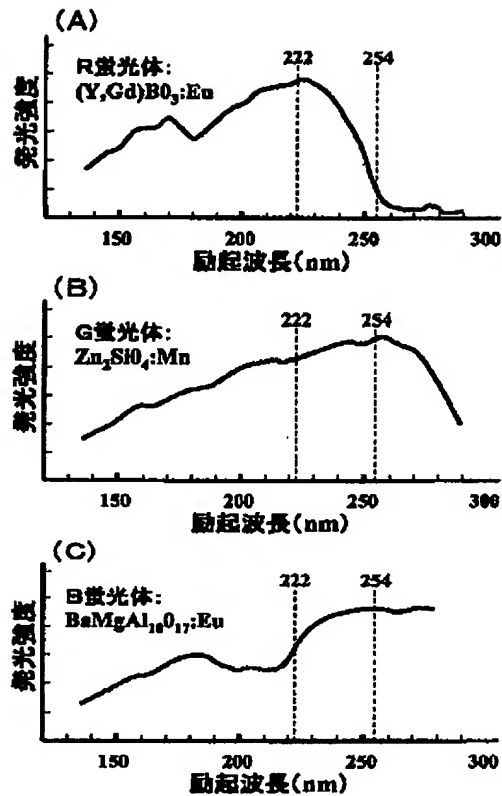 (A)
R蛍光体:
(Y,Gd)BO₃:Eu
222
254
発光強度
150
200
250
300
励起波長(nm)
(B)
G蛍光体:
Zn₂SiO₄:Mn
222
254
発光強度
150
200
250
300
励起波長(nm)
(C)
B蛍光体:
BaMgAl₁₀O₁₇:Eu
222
254
発光強度
150
200
250
300
励起波長(nm)